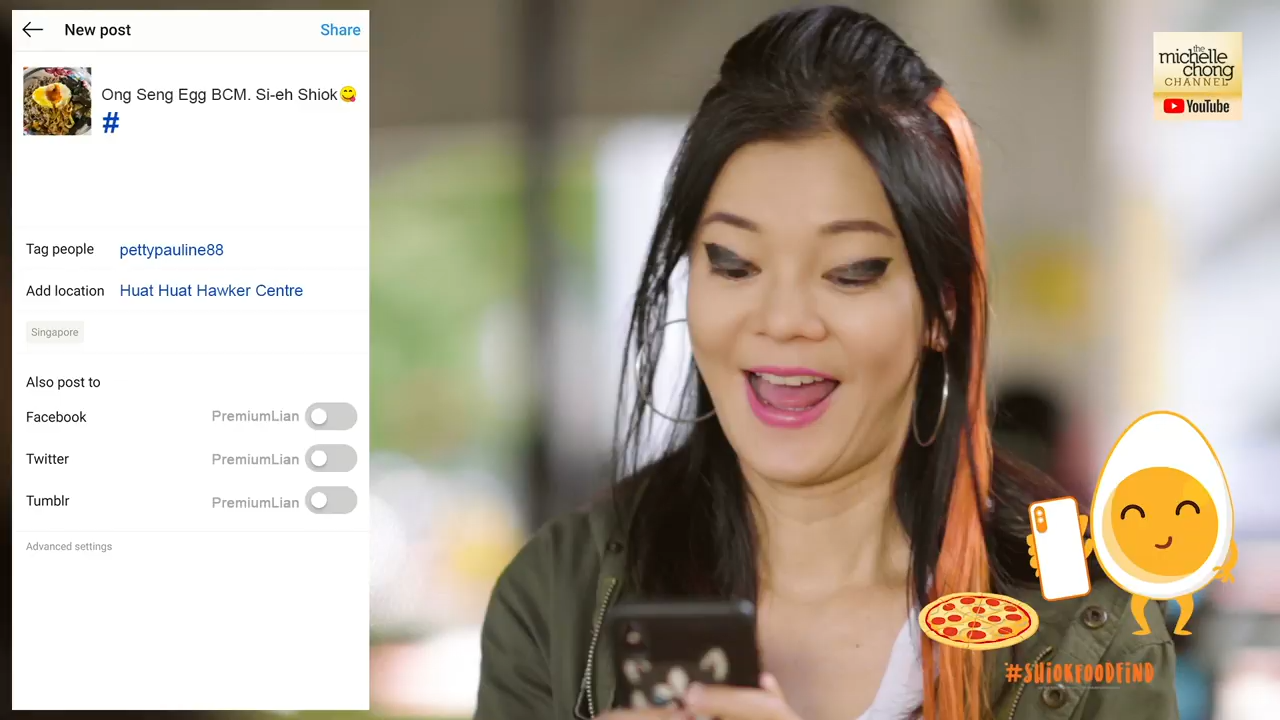 New post
Share
Ong Seng Egg BCM. Si-eh Shiok😋
#
Tag people
pettypauline88
Add location
Huat Huat Hawker Centre
Singapore
Also post to
Facebook
PremiumLian
Twitter
PremiumLian
Tumblr
PremiumLian
Advanced settings
the
michelle
chong
CHANNEL
YouTube
#SHIOKFOODFIND